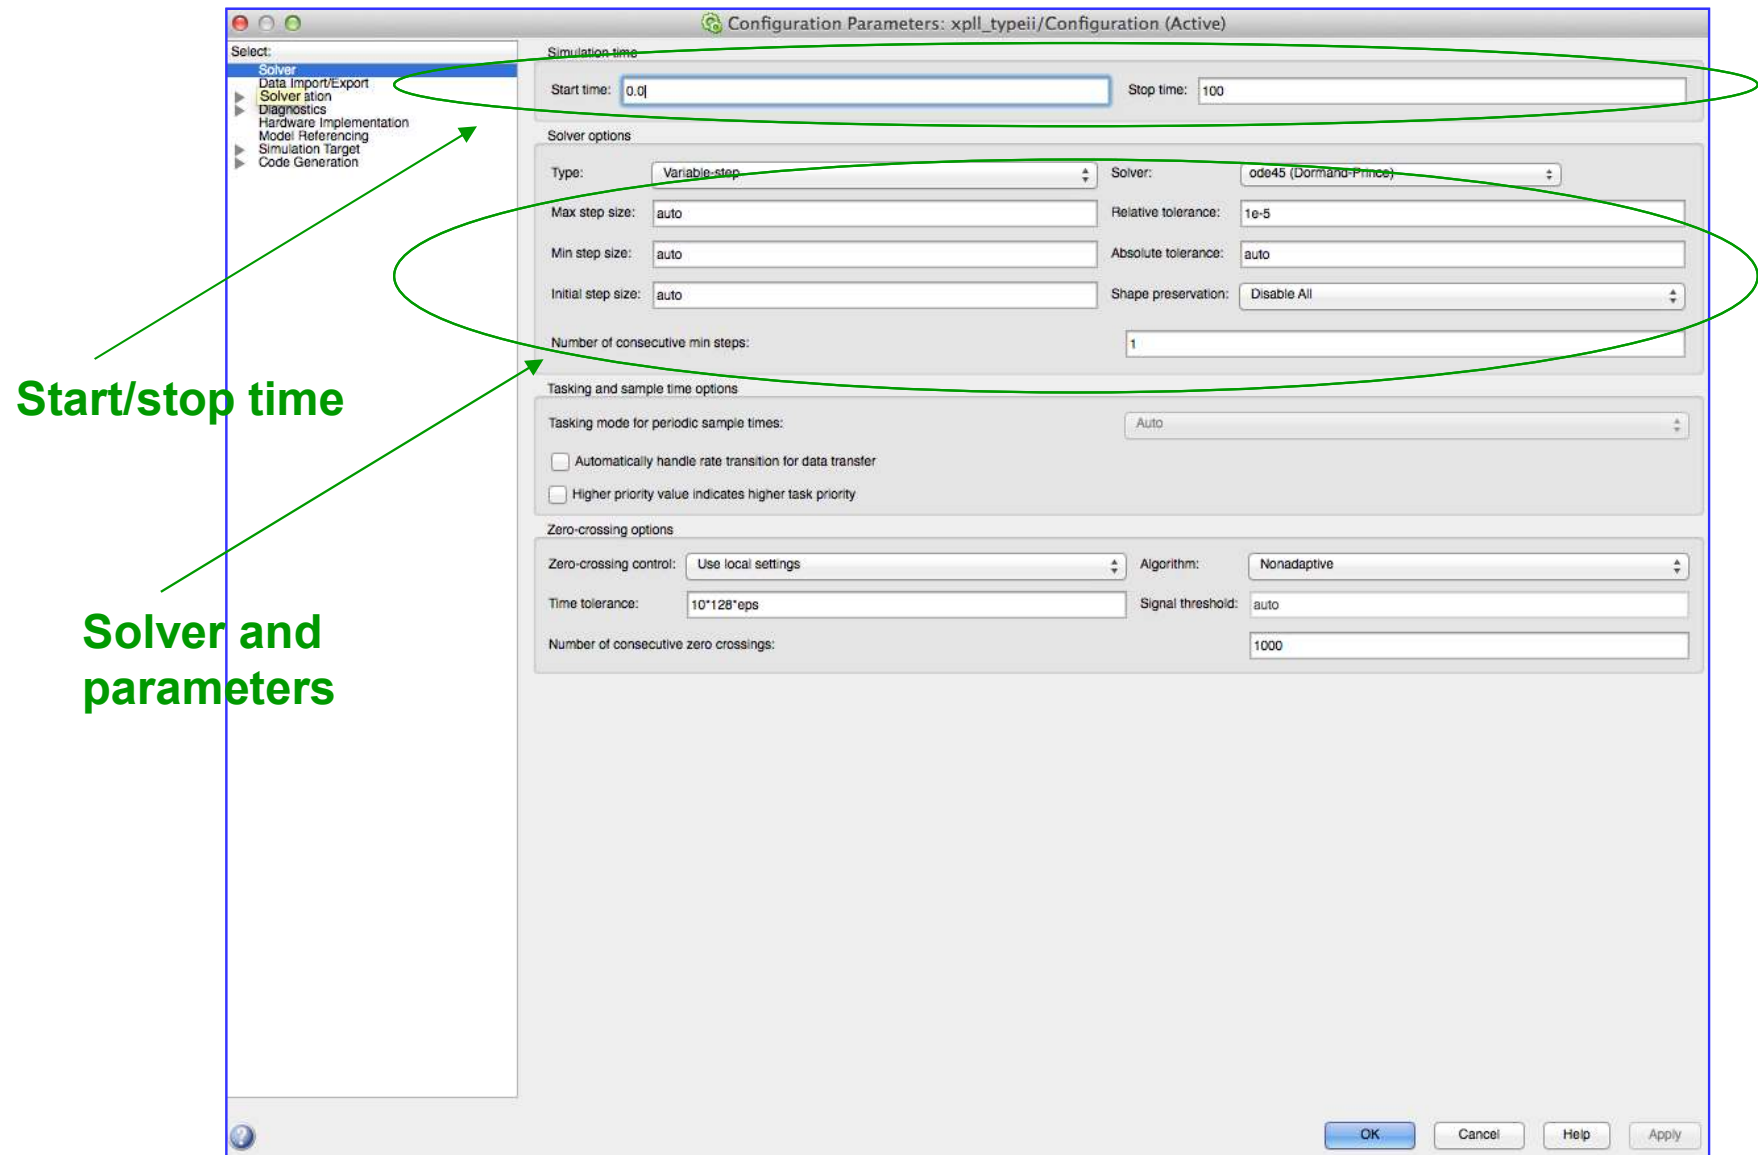 Configuration Parameters: xpll_typeii/Configuration (Active)
Select:
Solver
Data Import/Export
Solver ation
Diagnostics
Hardware Implementation
Model Referencing
Simulation Target
Code Generation
Simulation time
Start time: 0.0 Stop time: 100
Solver options
Type: Variable-step Solver: ode45 (Dormand-Prince)
Max step size: auto Relative tolerance: 1e-5
Min step size: auto Absolute tolerance: auto
Initial step size: auto Shape preservation: Disable All
Number of consecutive min steps: 1
Tasking and sample time options
Tasking mode for periodic sample times: Auto
Automatically handle rate transition for data transfer
Higher priority value indicates higher task priority
Zero-crossing options
Zero-crossing control: Use local settings Algorithm: Nonadaptive
Time tolerance: 10*128*eps Signal threshold: auto
Number of consecutive zero crossings: 1000
Start/stop time
Solver and
parameters
? OK Cancel Help Apply